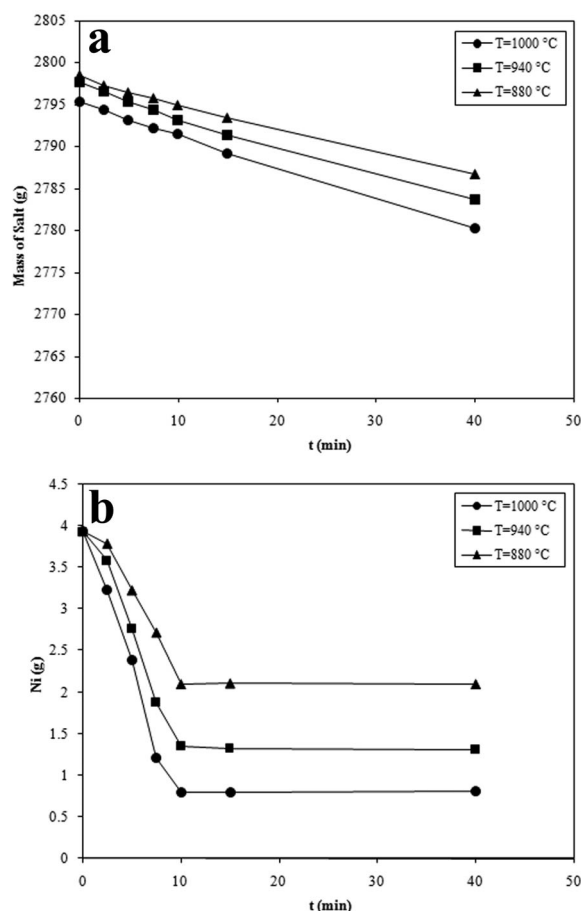 a
2805
2800
2795
2790
2785
2780
2775
2770
2765
2760
Mass of Salt (g)
0 10 20 30 40 50
t (min)
T=1000 °C
T=940 °C
T=880 °C
b
4.5
4
3.5
3
2.5
2
1.5
1
0.5
0
Ni (g)
0 10 20 30 40 50
t (min)
T=1000 °C
T=940 °C
T=880 °C